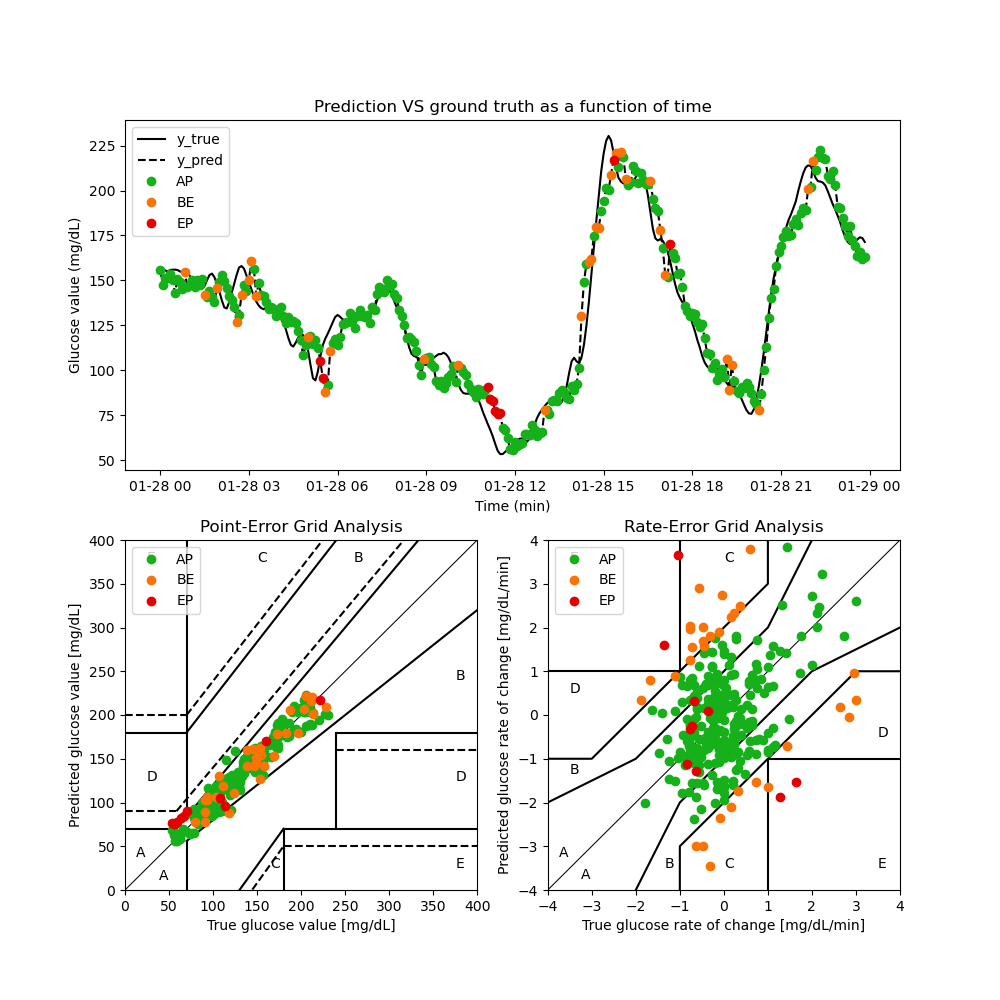 Prediction VS ground truth as a function of time
Glucose value (mg/dL)
225
200
175
150
125
100
75
50
y_true
y_pred
AP
BE
EP
01-28 00 01-28 03 01-28 06 01-28 09 01-28 12 01-28 15 01-28 18 01-28 21 01-29 00
Time (min)
Point-Error Grid Analysis
Predicted glucose value [mg/dL]
400
350
300
250
200
150
100
50
0
AP
BE
EP
C B
B
D D
A
A C E
0 50 100 150 200 250 300 350 400
True glucose value [mg/dL]
Rate-Error Grid Analysis
Predicted glucose rate of change [mg/dL/min]
4
3
2
1
0
−1
−2
−3
−4
AP
BE
EP
C
D
D
B
A
A B C E
−4 −3 −2 −1 0 1 2 3 4
True glucose rate of change [mg/dL/min]